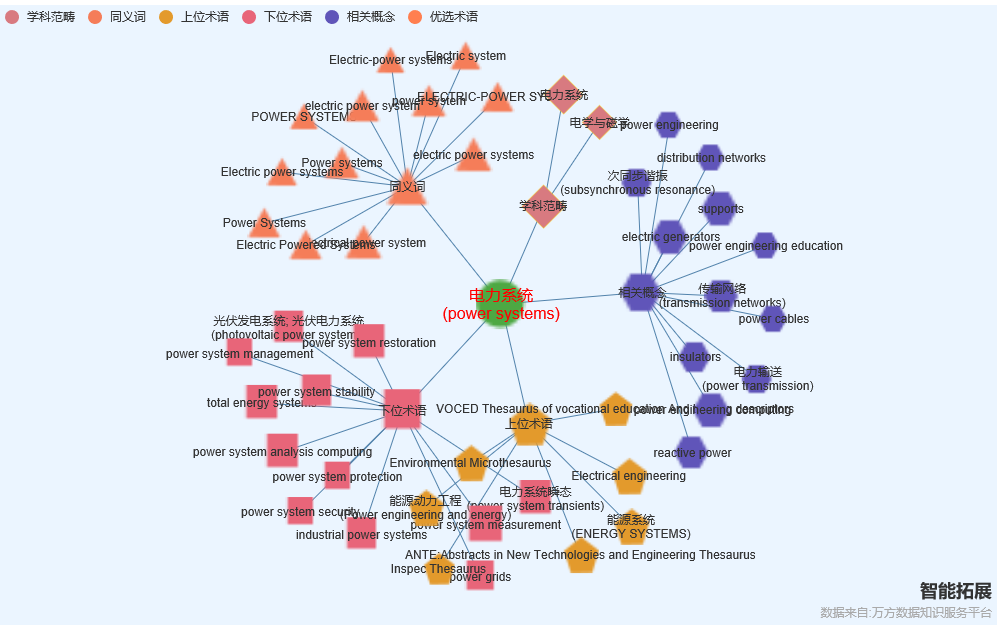 学科范畴
同义词
上位术语
下位术语
相关概念
优选术语
Electric-power systems
Electric system
electric power system
power system
ELECTRIC-POWER SY
POWER SYSTEMS
Power systems
electric power systems
Electric power systems
同义词
Power Systems
Electric Powered Systems
power system
电力系统
电学与磁学
学科范畴
power engineering
distribution networks
次同步谐振
(subsynchronous resonance)
supports
electric generators
power engineering education
相关概念
传输网络
(transmission networks)
power cables
insulators
电力输送
(power transmission)
power engineering computing
reactive power
电力系统
(power systems)
光伏发电系统; 光伏电力系统
(photovoltaic power system
power system restoration
power system management
power system stability
total energy systems
下位术语
power system analysis computing
power system protection
power system security
industrial power systems
电力系统瞬态
(power system transients)
power system measurement
power grids
VOCED Thesaurus of vocational education And
descriptors
上位术语
Environmental Microthesaurus
Electrical engineering
能源动力工程
(Power engineering and energy)
能源系统
(ENERGY SYSTEMS)
ANTE:Abstracts in New Technologies and Engineering Thesaurus
Inspec Thesaurus
智能拓展
数据来自:万方数据知识服务平台